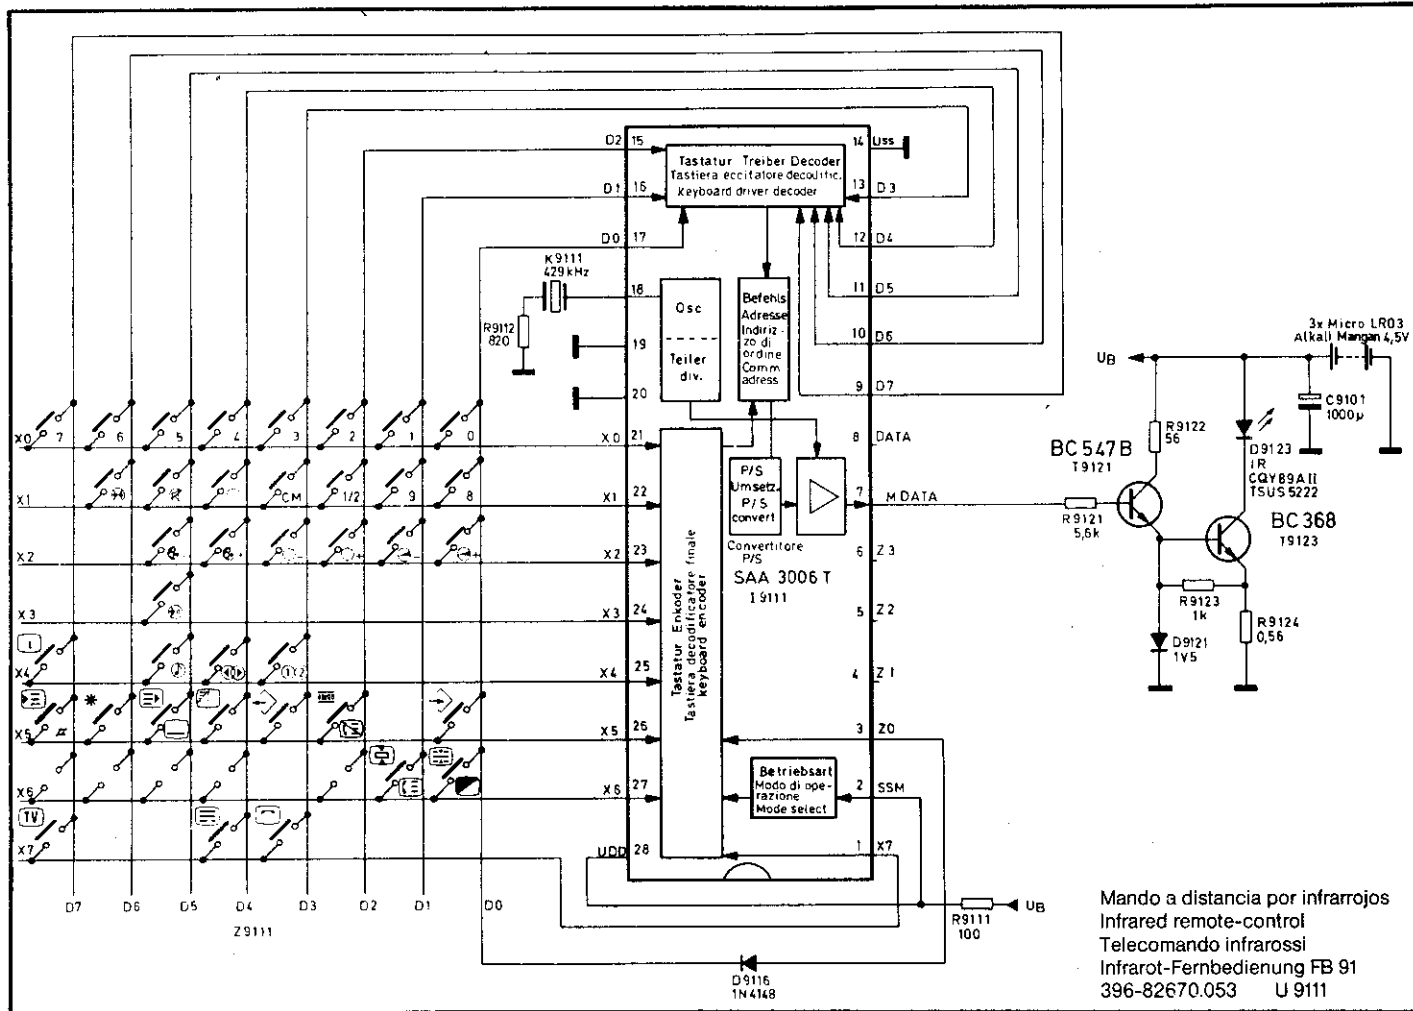 D2 15
14 Uss
Tastatur Treiber Decoder
Tastiera eccitatore decodific.
Keyboard driver decoder
D1 16
13 D3
D0 17
12 D4
K9111
429kHz
18
R9112
820
19
20
Osc
Teiler
div.
Befehls
Adresse
Indiriz-
zo di
ordine
Comm
adress
11 D5
10 D6
9 D7
3x Micro LR03
Alkali Mangan 4,5V
UB
C9101
1000µ
R9122
56
D9123
IR
CQY89A II
TSUS 5222
BC547B
T9121
BC368
T9123
R9121
5,6k
R9123
1k
R9124
0,56
D9121
1V5
X0 7 6 5 4 3 2 1 0 X0 21
8 DATA
X1 CM 1/2 9 8 X1 22
7 MDATA
P/S
Umsetz.
P/S
convert
Convertitore
P/S
SAA 3006 T
I 9111
X2 - + - + X2 23
6 Z3
X3 X3 24
5 Z2
i
X4 X4 25
4 Z1
X5 X5 26
3 Z0
X6 X6 27
2 SSM
TV
X7
UDD 28
1 X7
Tastatur Enkoder
Tastiera decodificatore finale
keyboard encoder
Betriebsart
Modo di ope-
razione
Mode select
D7 D6 D5 D4 D3 D2 D1 D0
Z9111
R9111
100
UB
D9116
1N4148
Mando a distancia por infrarrojos
Infrared remote-control
Telecomando infrarossi
Infrarot-Fernbedienung FB 91
396-82670.053 U 9111